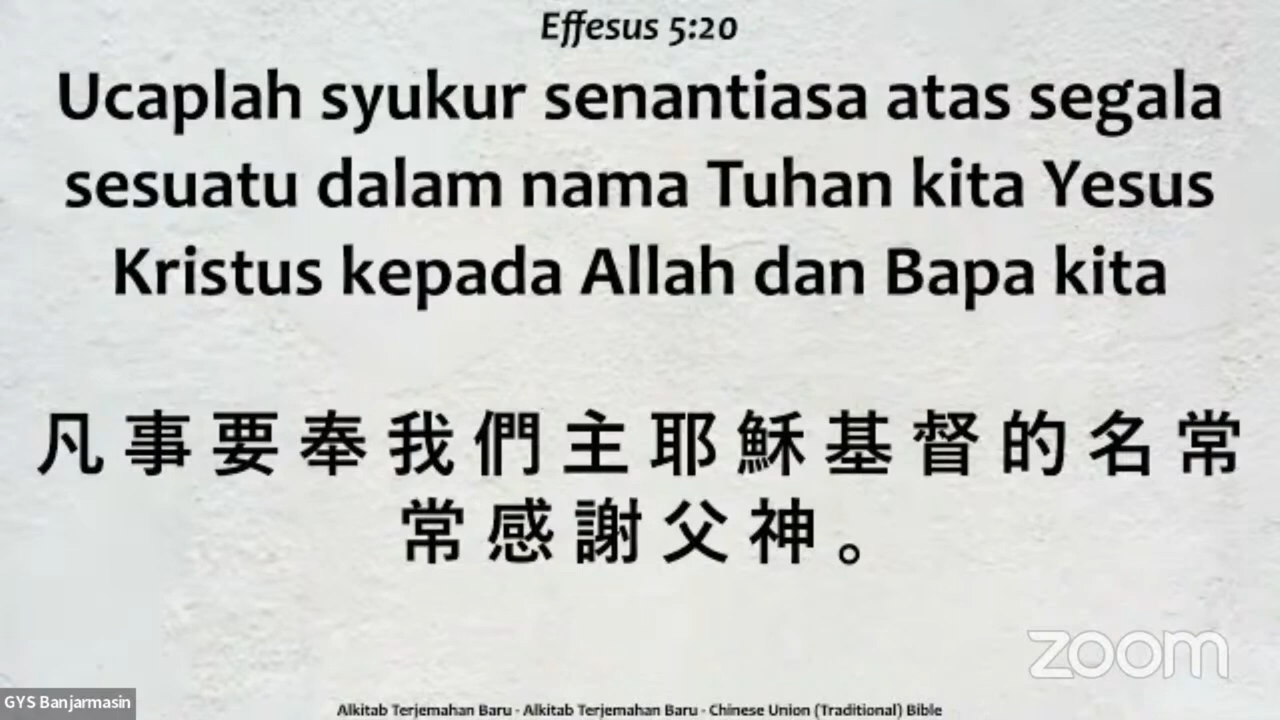 Effesus 5:20
Ucaplah syukur senantiasa atas segala
sesuatu dalam nama Tuhan kita Yesus
Kristus kepada Allah dan Bapa kita
凡事要奉我們主耶穌基督的名常
常感謝父神。
zoom
GYS Banjarmasin
Alkitab Terjemahan Baru - Alkitab Terjemahan Baru - Chinese Union (Traditional) Bible